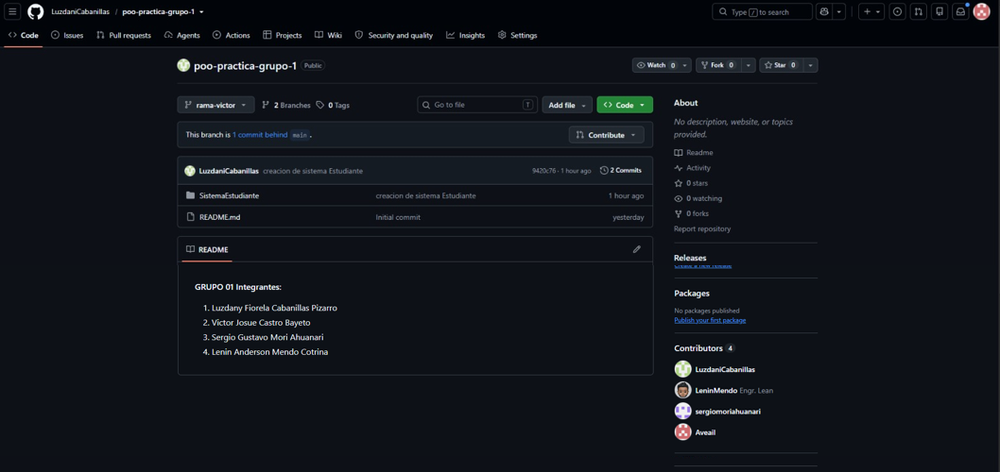 LuzdaniCabanillas / poo-practica-grupo-1
Type / to search
Code Issues Pull requests Agents Actions Projects Wiki Security and quality Insights Settings
poo-practica-grupo-1 Public
Watch 0 Fork 0 Star 0
rama-victor 2 Branches 0 Tags Go to file T Add file Code
This branch is 1 commit behind main.
Contribute
LuzdaniCabanillas creacion de sistema Estudiante 9420c76 · 1 hour ago 2 Commits
SistemaEstudiante creacion de sistema Estudiante 1 hour ago
README.md Initial commit yesterday
README
GRUPO 01 Integrantes:
1. Luzdany Fiorela Cabanillas Pizarro
2. Victor Josue Castro Bayeto
3. Sergio Gustavo Mori Ahuanari
4. Lenin Anderson Mendo Cotrina
About
No description, website, or topics
provided.
Readme
Activity
0 stars
0 watching
0 forks
Report repository
Releases
Create a new release
Packages
No packages published
Publish your first package
Contributors 4
LuzdaniCabanillas
LeninMendo Engr. Lean
sergiomoriahuanari
Aveail